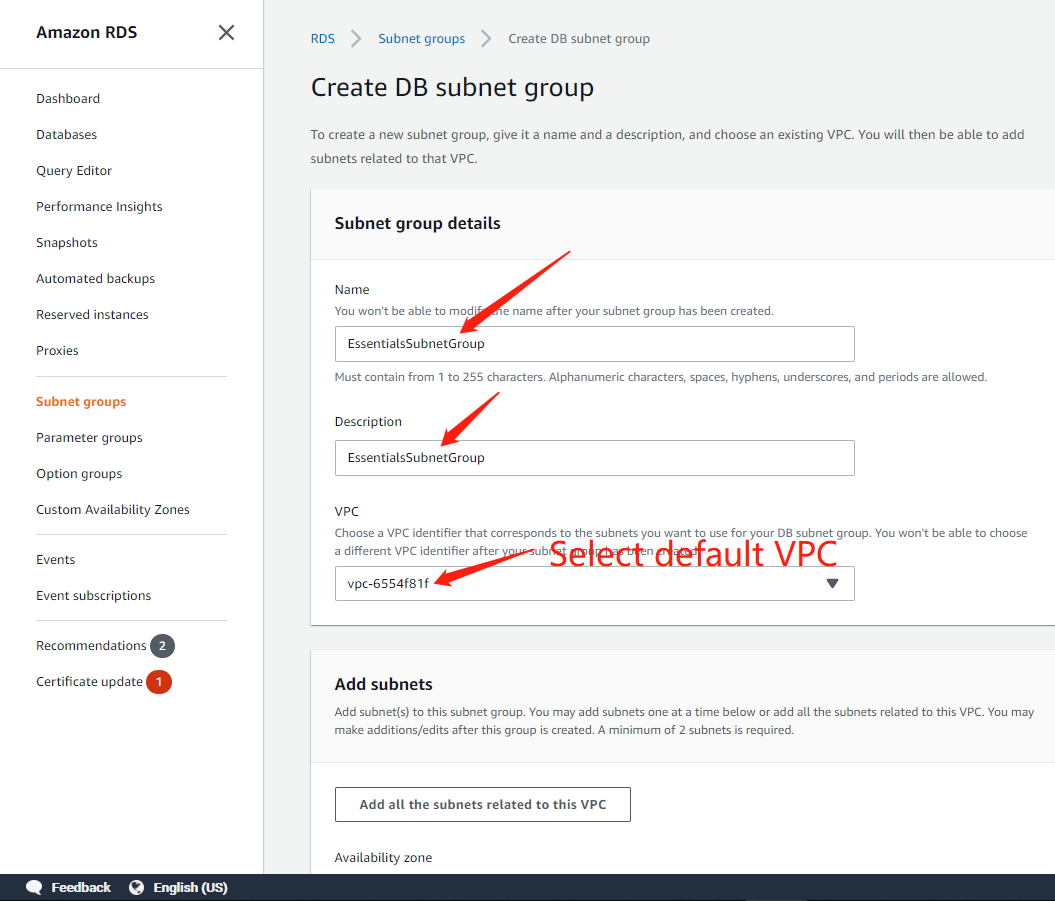 Amazon RDS
Dashboard
Databases
Query Editor
Performance Insights
Snapshots
Automated backups
Reserved instances
Proxies
Subnet groups
Parameter groups
Option groups
Custom Availability Zones
Events
Event subscriptions
Recommendations 2
Certificate update 1
RDS Subnet groups Create DB subnet group
Create DB subnet group
To create a new subnet group, give it a name and a description, and choose an existing VPC. You will then be able to add
subnets related to that VPC.
Subnet group details
Name
You won't be able to modify the name after your subnet group has been created.
EssentialsSubnetGroup
Must contain from 1 to 255 characters. Alphanumeric characters, spaces, hyphens, underscores, and periods are allowed.
Description
EssentialsSubnetGroup
VPC
Choose a VPC identifier that corresponds to the subnets you want to use for your DB subnet group. You won't be able to choose
a different VPC identifier after your subnet group has been created.
Select default VPC
vpc-6554f81f
Add subnets
Add subnet(s) to this subnet group. You may add subnets one at a time below or add all the subnets related to this VPC. You may
make additions/edits after this group is created. A minimum of 2 subnets is required.
Add all the subnets related to this VPC
Availability zone
Feedback English (US)